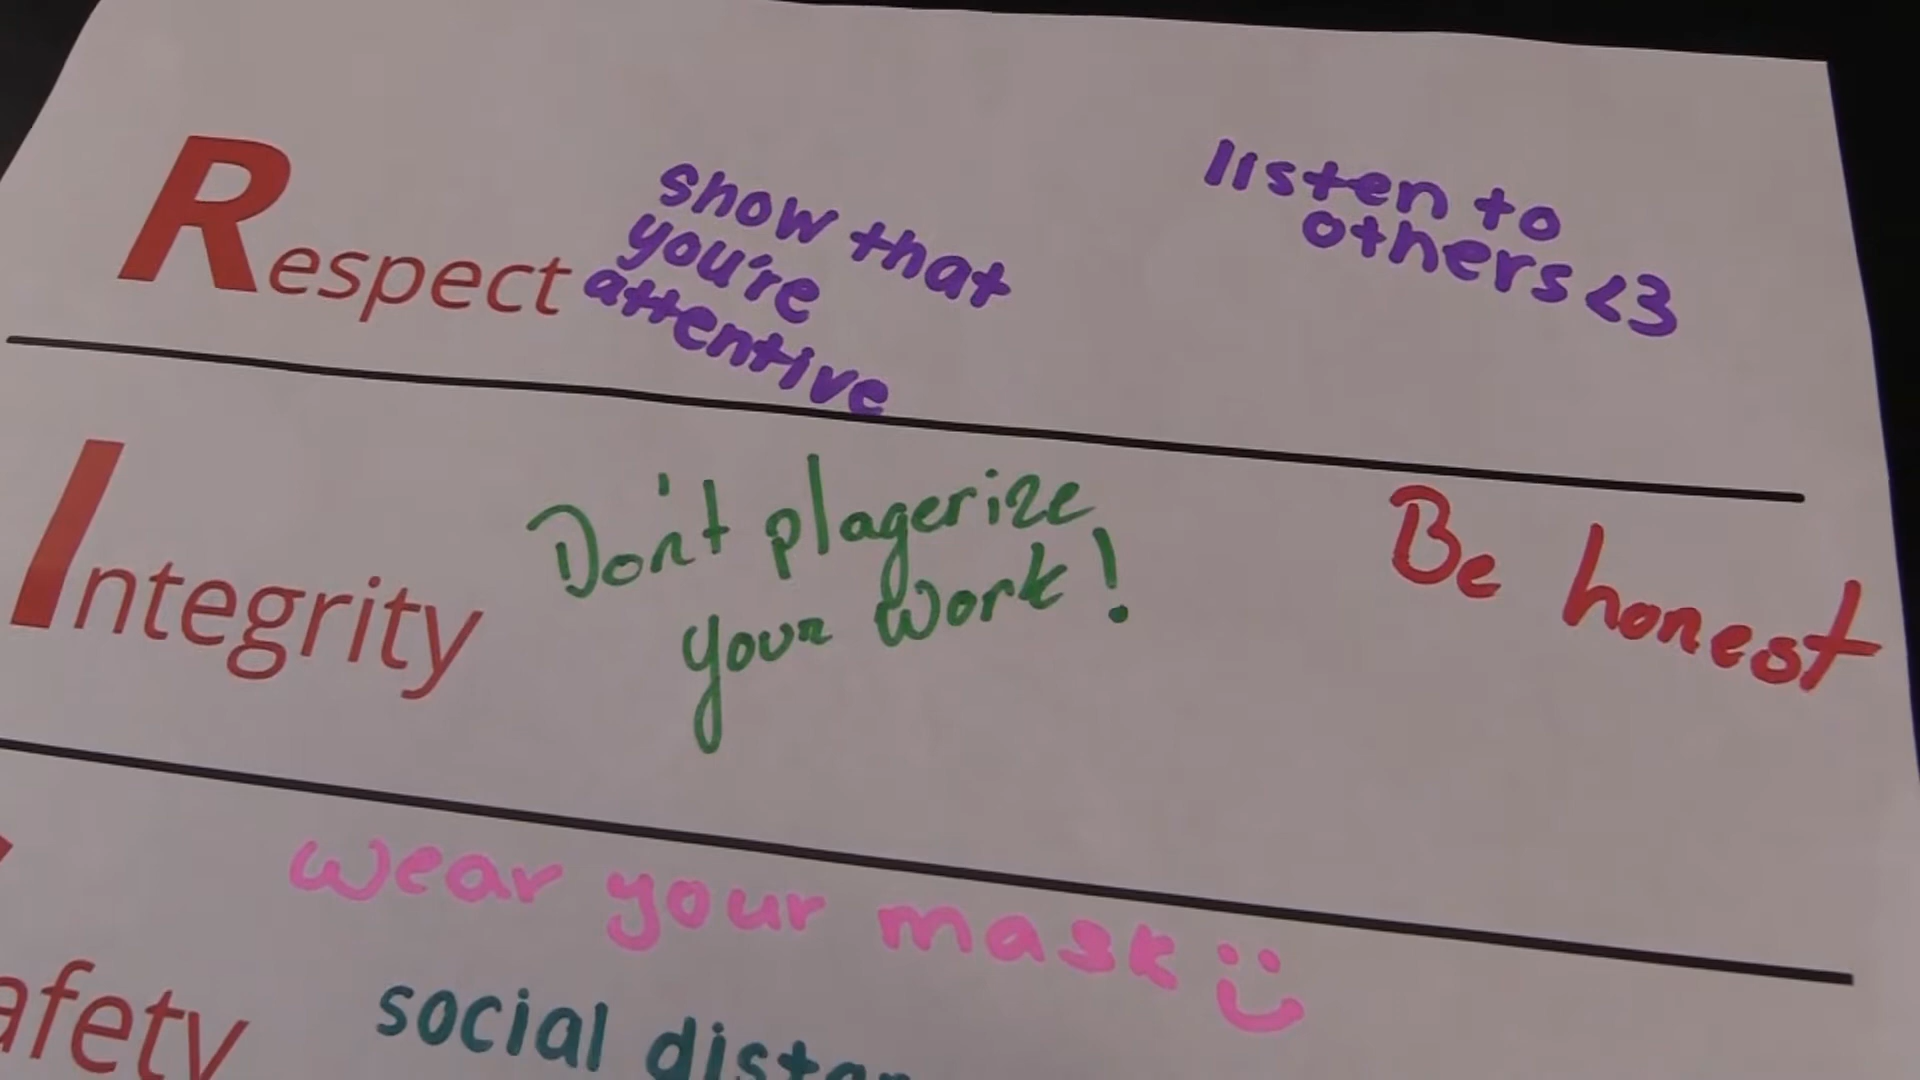 Respect
show that
you're
attentive
listen to
others <3
Integrity
Don't plagerize
your work!
Be honest
wear your mask
afety
social distan